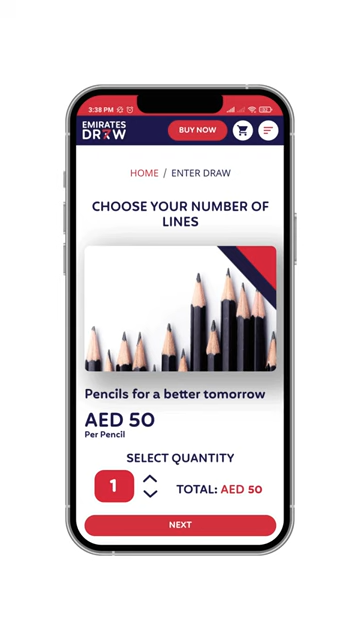 3:38 PM
EMIRATES
DRAW
BUY NOW
HOME / ENTER DRAW
CHOOSE YOUR NUMBER OF
LINES
Pencils for a better tomorrow
AED 50
Per Pencil
SELECT QUANTITY
1
TOTAL: AED 50
NEXT